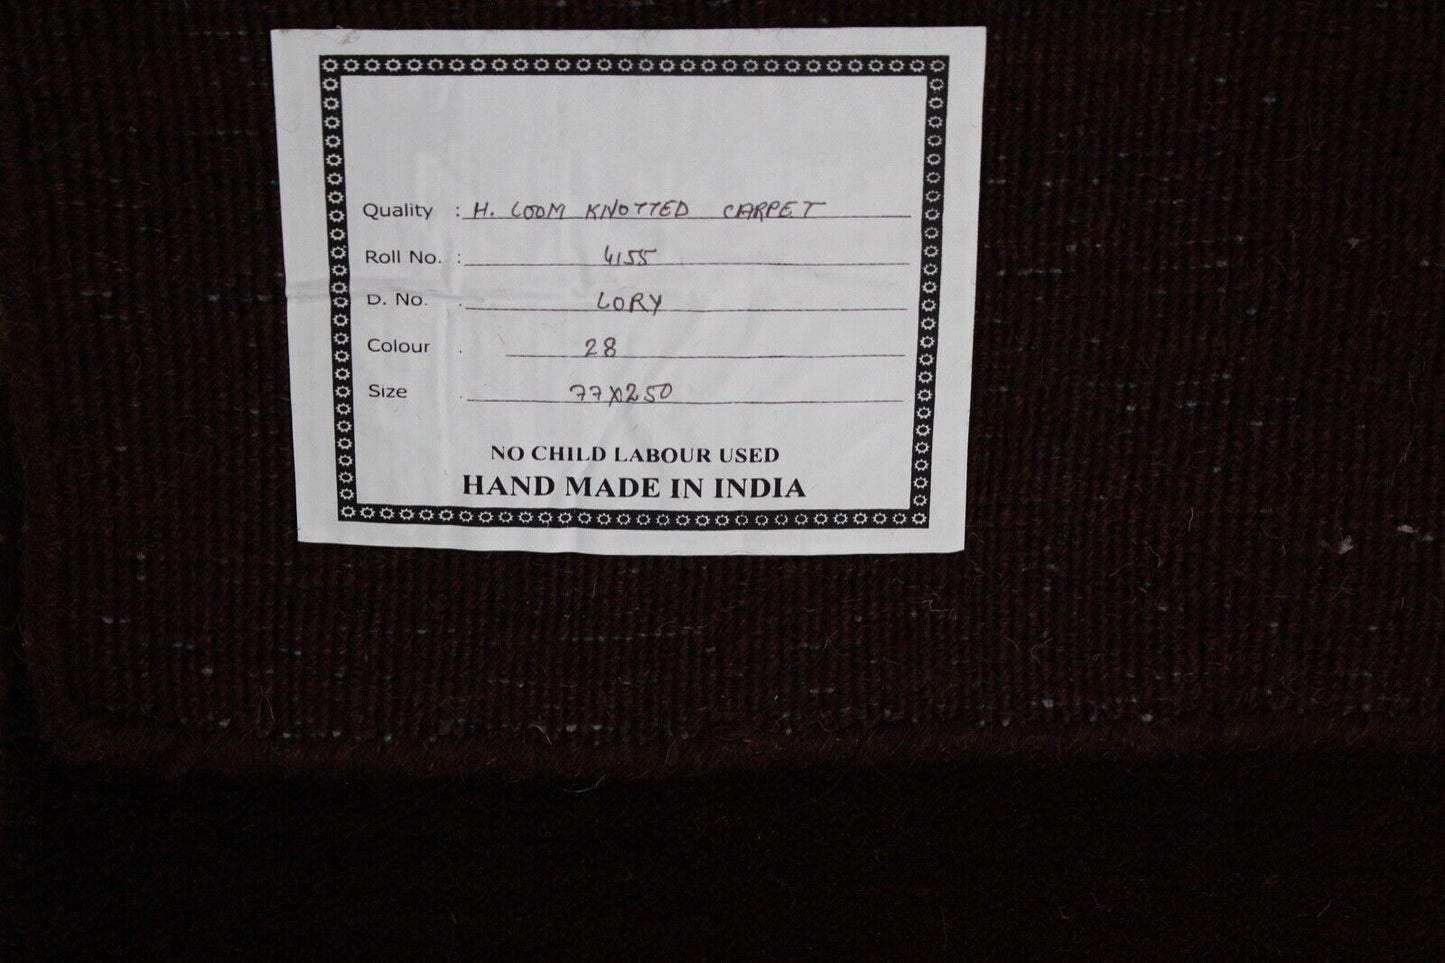 Quality : H. LOOM KNOTTED CARPET
Roll No. : 4155
D. No. . LORY
Colour . 28
Size . 77X250
NO CHILD LABOUR USED
HAND MADE IN INDIA